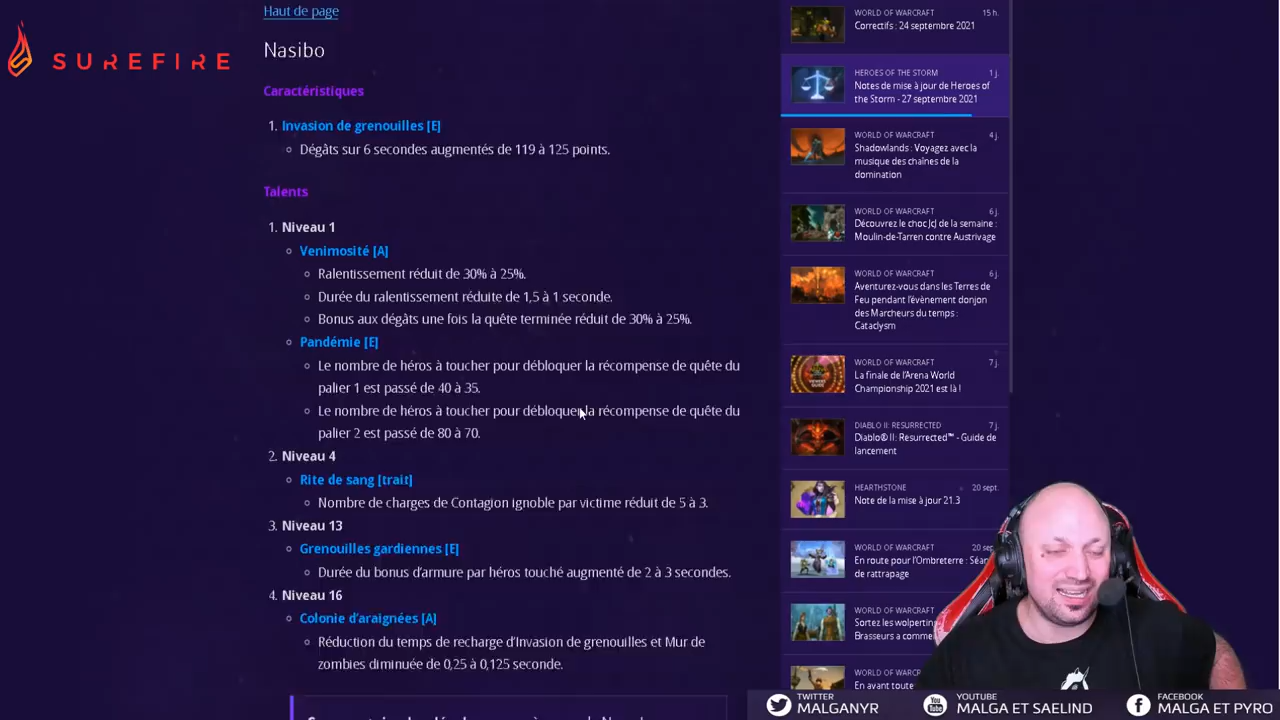 Haut de page
SUREFIRE
Nasibo
Caractéristiques
1. Invasion de grenouilles [E]
Dégâts sur 6 secondes augmentés de 119 à 125 points.
Talents
1. Niveau 1
Venimosité [A]
Ralentissement réduit de 30% à 25%.
Durée du ralentissement réduite de 1,5 à 1 seconde.
Bonus aux dégâts une fois la quête terminée réduit de 30% à 25%.
Pandémie [E]
Le nombre de héros à toucher pour débloquer la récompense de quête du
palier 1 est passé de 40 à 35.
Le nombre de héros à toucher pour débloquer la récompense de quête du
palier 2 est passé de 80 à 70.
2. Niveau 4
Rite de sang [trait]
Nombre de charges de Contagion ignoble par victime réduit de 5 à 3.
3. Niveau 13
Grenouilles gardiennes [E]
Durée du bonus d'armure par héros touché augmenté de 2 à 3 secondes.
4. Niveau 16
Colonie d'araignées [A]
Réduction du temps de recharge d'Invasion de grenouilles et Mur de
zombies diminuée de 0,25 à 0,125 seconde.
WORLD OF WARCRAFT 15 h.
Correctifs : 24 septembre 2021
HEROES OF THE STORM 1 j.
Notes de mise à jour de Heroes of
the Storm - 27 septembre 2021
WORLD OF WARCRAFT 4 j.
Shadowlands : Voyagez avec la
musique des chaînes de la
domination
WORLD OF WARCRAFT 6 j.
Découvrez le choc JcJ de la semaine :
Moulin-de-Tarren contre Austrivage
WORLD OF WARCRAFT 6 j.
Aventurez-vous dans les Terres de
Feu pendant l'évènement donjon
des Marcheurs du temps :
Cataclysm
WORLD OF WARCRAFT 7 j.
La finale de l'Arena World
Championship 2021 est là !
DIABLO II: RESURRECTED 7 j.
Diablo® II: Resurrected™ - Guide de
lancement
HEARTHSTONE 20 sept.
Note de la mise à jour 21.3
WORLD OF WARCRAFT 20
En route pour l'Ombreterre :
de rattrapage
WORLD OF WARCRAFT
Sortez les
Brasseurs a
WORLD OF
En avant toute
TWITTER
MALGANYR
YOUTUBE
MALGA ET SAELIND
FACEBOOK
MALGA ET PYRO